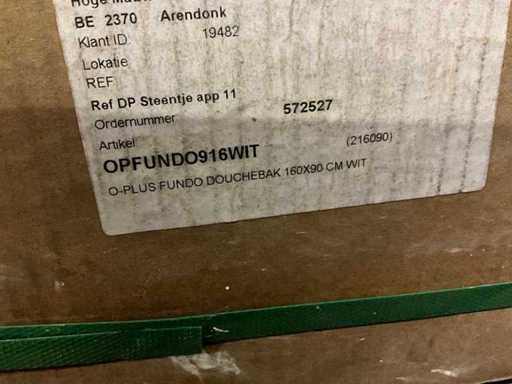 Hoge
BE 2370 Arendonk
Klant ID 19482
Lokatie
REF
Ref DP Steentje app 11
Ordernummer 572527
Artikel
OPFUNDO916WIT (216090)
O-PLUS FUNDO DOUCHEBAK 160X90 CM WIT